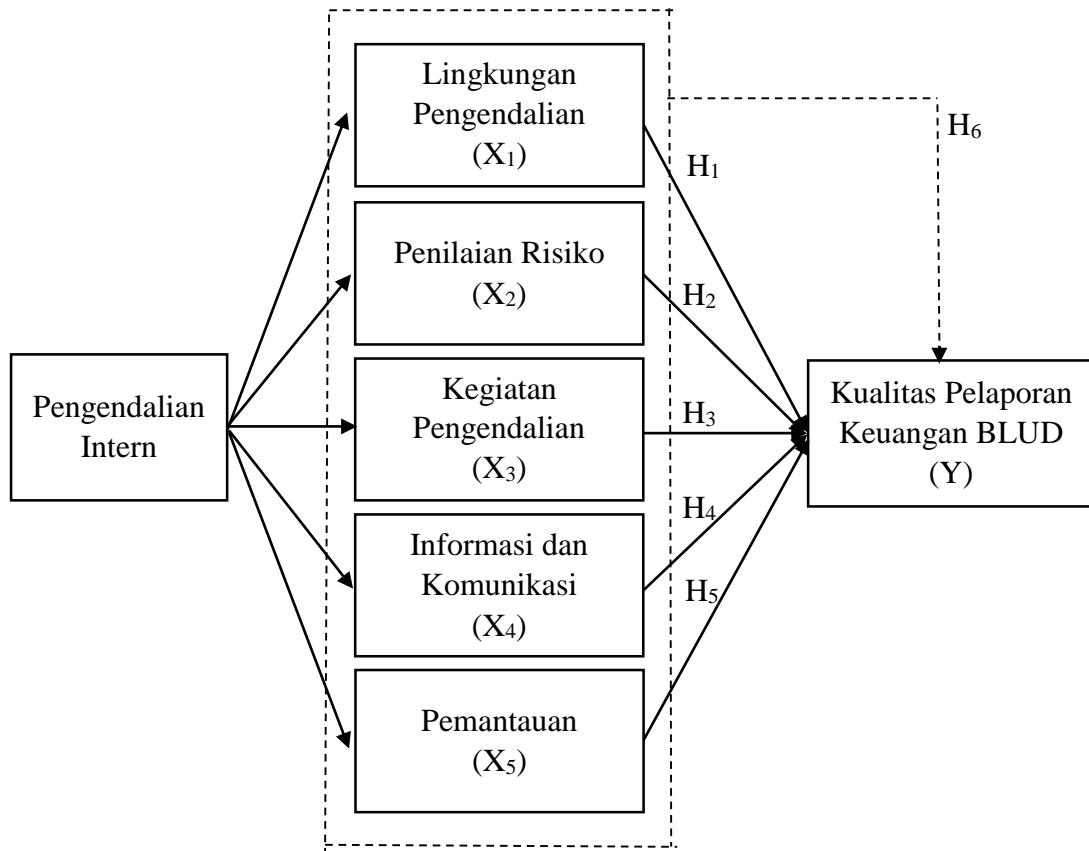 Pengendalian
Intern
Lingkungan
Pengendalian
(X₁)
Penilaian Risiko
(X₂)
Kegiatan
Pengendalian
(X₃)
Informasi dan
Komunikasi
(X₄)
Pemantauan
(X₅)
H₁
H₂
H₃
H₄
H₅
H₆
Kualitas Pelaporan
Keuangan BLUD
(Y)